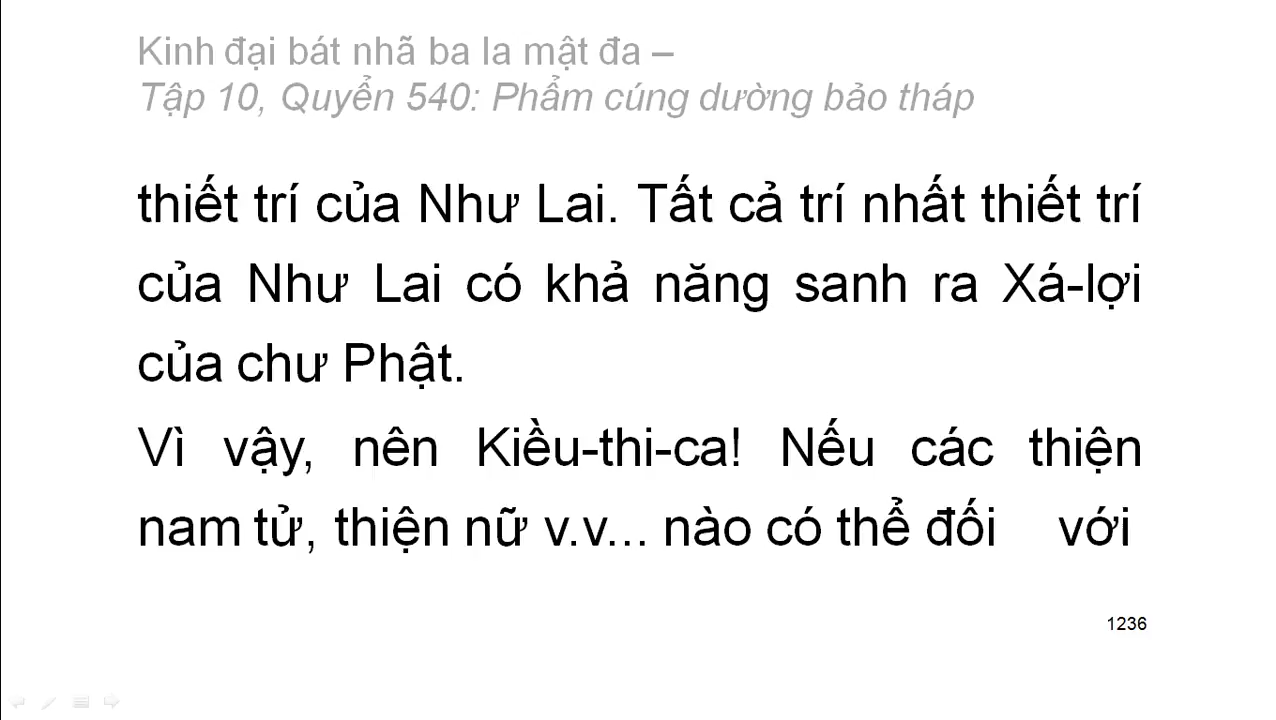 Kinh đại bát nhã ba la mật đa –
Tập 10, Quyển 540: Phẩm cúng dường bảo tháp
thiết trí của Như Lai. Tất cả trí nhất thiết trí
của Như Lai có khả năng sanh ra Xá-lợi
của chư Phật.
Vì vậy, nên Kiều-thi-ca! Nếu các thiện
nam tử, thiện nữ v.v... nào có thể đối với
1236